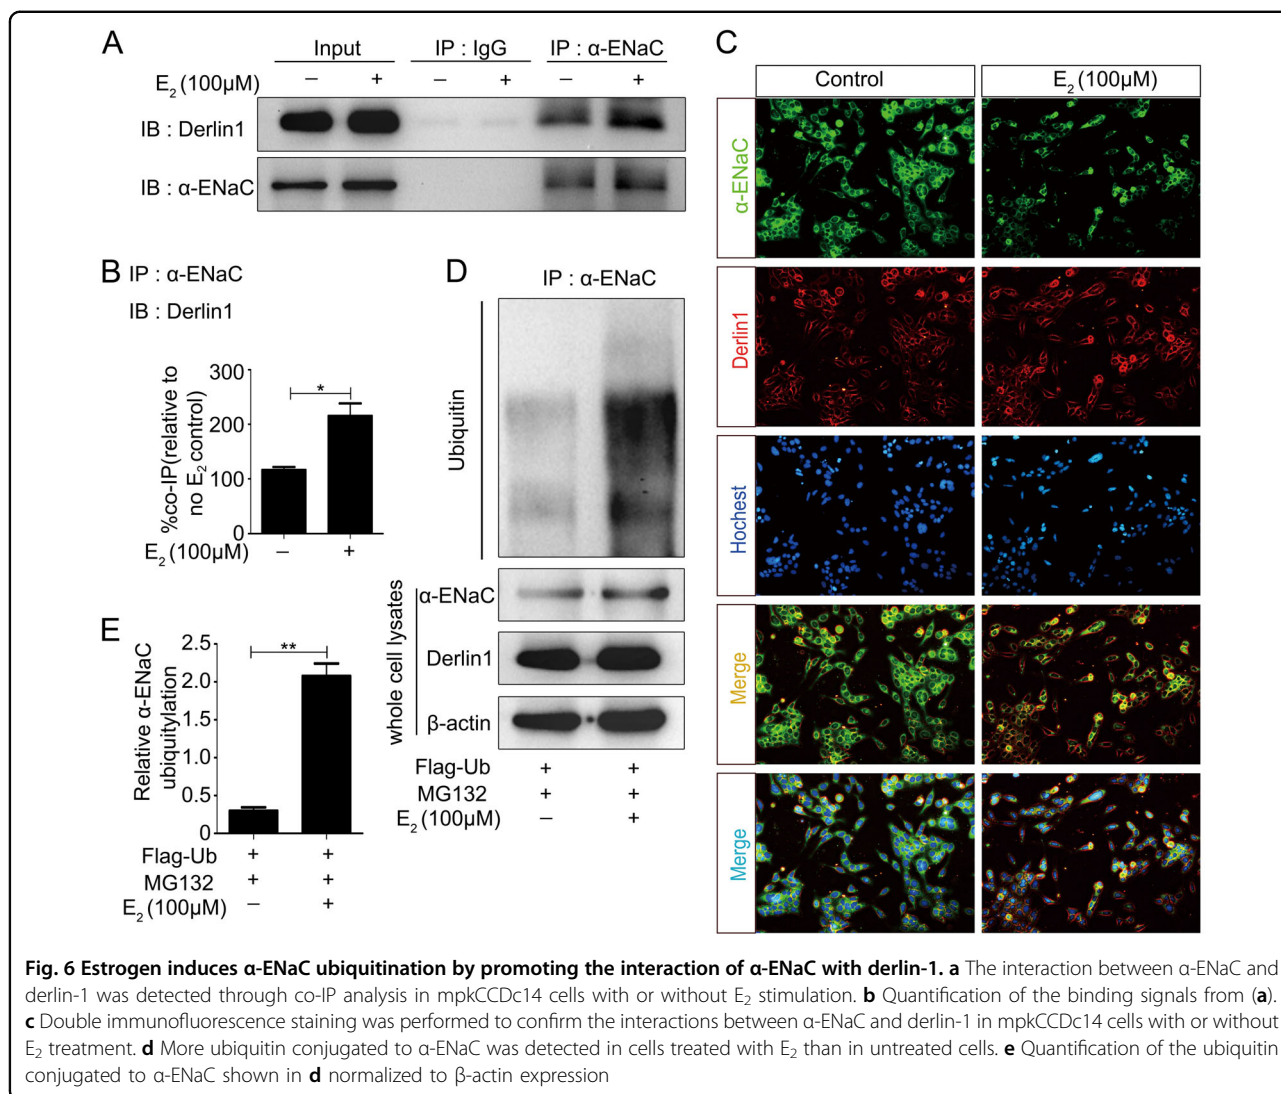 A
Input IP : IgG IP : α-ENaC
E₂ (100μM) – + – + – +
IB : Derlin1
IB : α-ENaC
B
IP : α-ENaC
IB : Derlin1
%co-IP(relative to
no E₂ control)
300
200
100
0
*
E₂ (100μM) – +
C
Control E₂ (100μM)
α-ENaC
Derlin1
Hochest
Merge
Merge
D
IP : α-ENaC
Ubiquitin
whole cell lysates
α-ENaC
Derlin1
β-actin
Flag-Ub + +
MG132 + +
E₂ (100μM) – +
E
Relative α-ENaC
ubiquitylation
2.5
2.0
1.5
1.0
0.5
0
**
Flag-Ub + +
MG132 + +
E₂ (100μM) – +
Fig. 6 Estrogen induces α-ENaC ubiquitination by promoting the interaction of α-ENaC with derlin-1. a The interaction between α-ENaC and
derlin-1 was detected through co-IP analysis in mpkCCDc14 cells with or without E₂ stimulation. b Quantification of the binding signals from (a).
c Double immunofluorescence staining was performed to confirm the interactions between α-ENaC and derlin-1 in mpkCCDc14 cells with or without
E₂ treatment. d More ubiquitin conjugated to α-ENaC was detected in cells treated with E₂ than in untreated cells. e Quantification of the ubiquitin
conjugated to α-ENaC shown in d normalized to β-actin expression